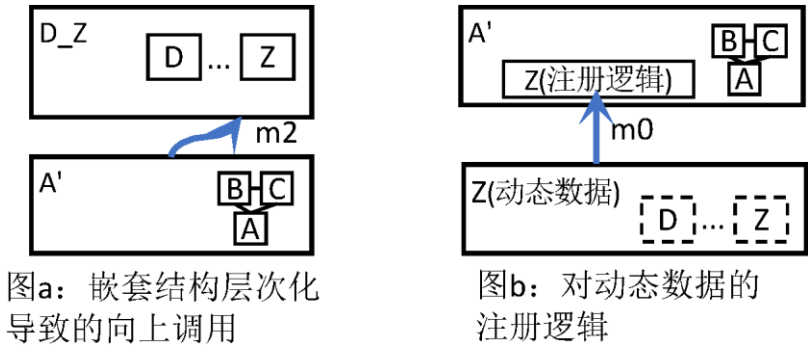 D_Z
D ... Z
m2
A'
B C
A
图a：嵌套结构层次化
导致的向上调用
A'
B C
Z(注册逻辑) A
m0
Z(动态数据)
D ... Z
图b：对动态数据的
注册逻辑